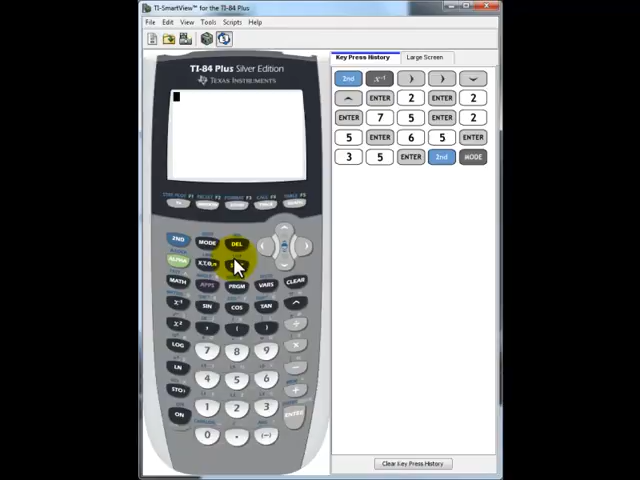 TI-SmartView™ for the TI-84 Plus
File Edit View Tools Scripts Help
Key Press History Large Screen
TI-84 Plus Silver Edition
TEXAS INSTRUMENTS
2nd x⁻¹ ) )
ENTER 2 ENTER 2
ENTER 7 5 ENTER 2
5 ENTER 6 5 ENTER
3 5 ENTER 2nd MODE
2ND MODE DEL
ALPHA X,T,Θ,n
MATH APPS PRGM VARS CLEAR
x⁻¹ SIN COS TAN ^
x² , ( ) ÷
LOG 7 8 9 ×
LN 4 5 6 −
STO› 1 2 3 +
ON 0 . (−) ENTER
Clear Key Press History